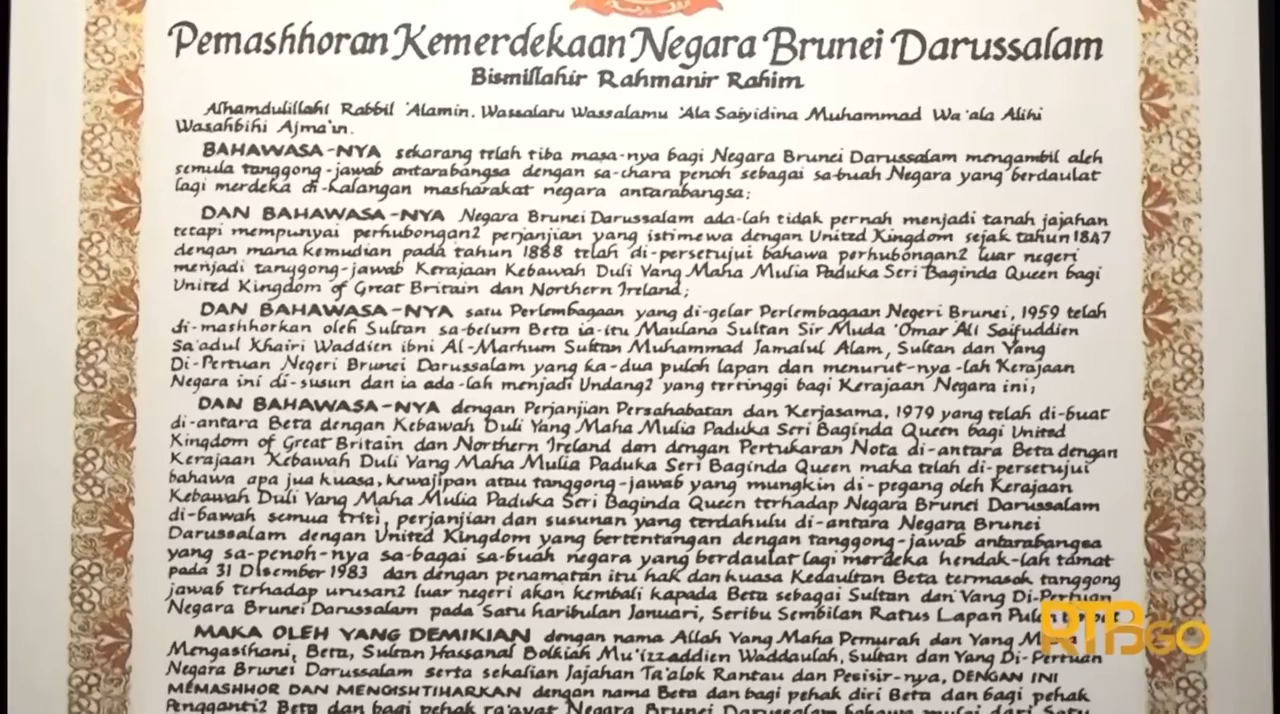 Pemashhoran Kemerdekaan Negara Brunei Darussalam
Bismillahir Rahmanir Rahim
Alhamdulillahi Rabbil 'Alamin. Wassalatu Wassalamu 'Ala Saiyidina Muhammad Wa'ala Alihi
Wasahbihi Ajma'in.
BAHAWASA-NYA sekarang telah tiba masa-nya bagi Negara Brunei Darussalam mengambil aleh
semula tanggong-jawab antarabangsa dengan sa-chara penoh sebagai sa-buah Negara yang berdaulat
lagi merdeka di-kalangan masharakat negara antarabangsa;
DAN BAHAWASA-NYA Negara Brunei Darussalam ada-lah tidak pernah menjadi tanah jajahan
tetapi mempunyai perhubongan2 perjanjian yang istimewa dengan United Kingdom sejak tahun 1847
dengan mana kemudian pada tahun 1888 telah di-persetujui bahawa perhubongan2 luar negeri
menjadi tanggong-jawab Kerajaan Kebawah Duli Yang Maha Mulia Paduka Seri Baginda Queen bagi
United Kingdom of Great Britain dan Northern Ireland;
DAN BAHAWASA-NYA satu Perlembagaan yang di-gelar Perlembagaan Negeri Brunei, 1959 telah
di-mashhorkan oleh Sultan sa-belum Beta ia-itu Maulana Sultan Sir Muda 'Omar 'Ali Saifuddien
Sa'adul Khairi Waddien ibni Al-Marhum Sultan Muhammad Jamalul Alam, Sultan dan Yang
Di-Pertuan Negeri Brunei Darussalam yang ka-dua puloh lapan dan menurut-nya-lah Kerajaan
Negara ini di-susun dan ia ada-lah menjadi Undang2 yang tertinggi bagi Kerajaan Negara ini;
DAN BAHAWASA-NYA dengan Perjanjian Persahabatan dan Kerjasama, 1979 yang telah di-buat
di-antara Beta dengan Kebawah Duli Yang Maha Mulia Paduka Seri Baginda Queen bagi United
Kingdom of Great Britain dan Northern Ireland dan dengan Pertukaran Nota di-antara Beta dengan
Kerajaan Kebawah Duli Yang Maha Mulia Paduka Seri Baginda Queen maka telah di-persetujui
bahawa apa jua kuasa, kewajipan atau tanggong-jawab yang mungkin di-pegang oleh Kerajaan
Kebawah Duli Yang Maha Mulia Paduka Seri Baginda Queen terhadap Negara Brunei Darussalam
di-bawah semua triti, perjanjian dan susunan yang terdahulu di-antara Negara Brunei
Darussalam dengan United Kingdom yang bertentangan dengan tanggong-jawab antarabangsa
yang sa-penoh-nya sa-bagai sa-buah negara yang berdaulat lagi merdeka hendak-lah tamat
pada 31 Disember 1983 dan dengan penamatan itu hak dan kuasa Kedaultan Beta termasok tanggong
jawab terhadap urusan2 luar negeri akan kembali kapada Beta sebagai Sultan dan Yang Di-Pertuan
Negara Brunei Darussalam pada Satu haribulan Januari, Seribu Sembilan Ratus Lapan
RTBGO
MAKA OLEH YANG DEMIKIAN dengan nama Allah Yang Maha Pemurah dan Yang
Mengasihani, Beta, Sultan Hassanal Bolkiah Mu'izzaddien Waddaulah, Sultan dan Yang Di-Pertuan
Negara Brunei Darussalam serta sekalian Jajahan Ta'alok Rantau dan Pesisir-nya, DENGAN INI
MEMASHHOR DAN MENGISHTIHARKAN dengan nama Beta dan bagi pehak diri Beta dan bagi pehak
Pengganti2 Beta dan bagi pehak ra'ayat Negara Brunei Darussalam bahawa mulai dari Satu